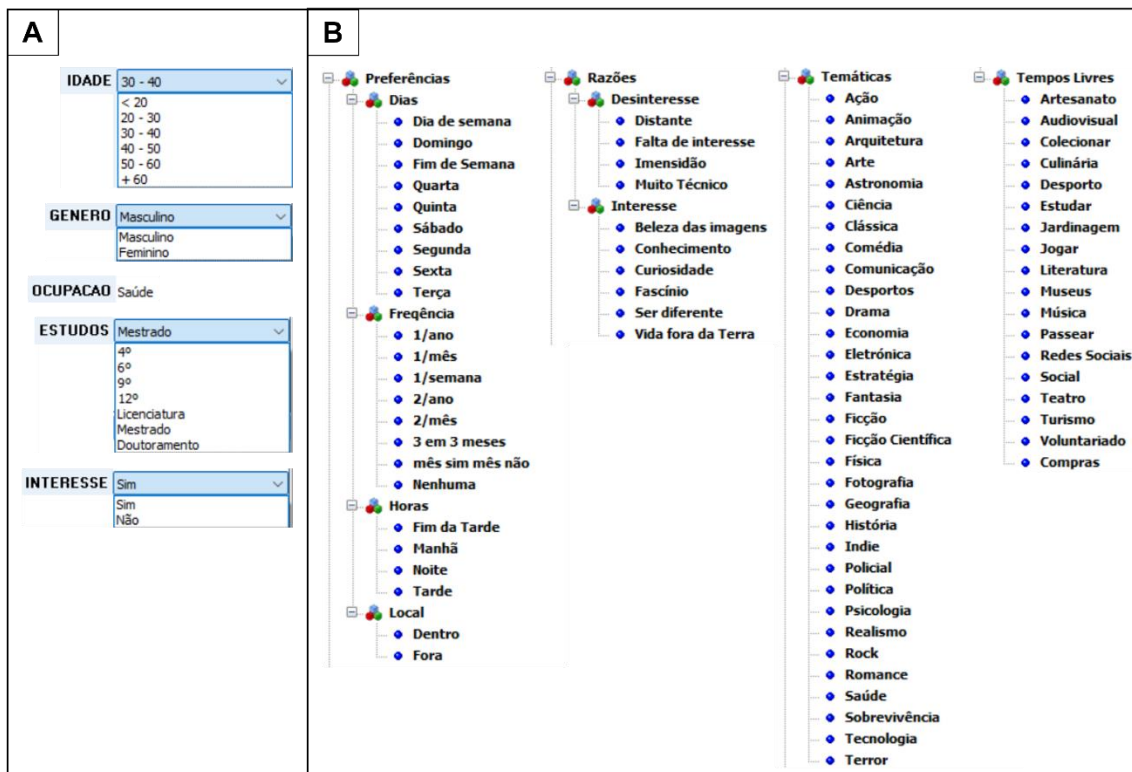 A
IDADE 30 - 40
< 20
20 - 30
30 - 40
40 - 50
50 - 60
+ 60
GENERO Masculino
Masculino
Feminino
OCUPACAO Saúde
ESTUDOS Mestrado
4º
6º
9º
12º
Licenciatura
Mestrado
Doutoramento
INTERESSE Sim
Sim
Não
B
Preferências
Dias
Dia de semana
Domingo
Fim de Semana
Quarta
Quinta
Sábado
Segunda
Sexta
Terça
Freqência
1/ano
1/mês
1/semana
2/ano
2/mês
3 em 3 meses
mês sim mês não
Nenhuma
Horas
Fim da Tarde
Manhã
Noite
Tarde
Local
Dentro
Fora
Razões
Desinteresse
Distante
Falta de interesse
Imensidão
Muito Técnico
Interesse
Beleza das imagens
Conhecimento
Curiosidade
Fascínio
Ser diferente
Vida fora da Terra
Temáticas
Ação
Animação
Arquitetura
Arte
Astronomia
Ciência
Clássica
Comédia
Comunicação
Desportos
Drama
Economia
Eletrónica
Estratégia
Fantasia
Ficção
Ficção Científica
Física
Fotografia
Geografia
História
Indie
Policial
Política
Psicologia
Realismo
Rock
Romance
Saúde
Sobrevivência
Tecnologia
Terror
Tempos Livres
Artesanato
Audiovisual
Colecionar
Culinária
Desporto
Estudar
Jardinagem
Jogar
Literatura
Museus
Música
Passear
Redes Sociais
Social
Teatro
Turismo
Voluntariado
Compras